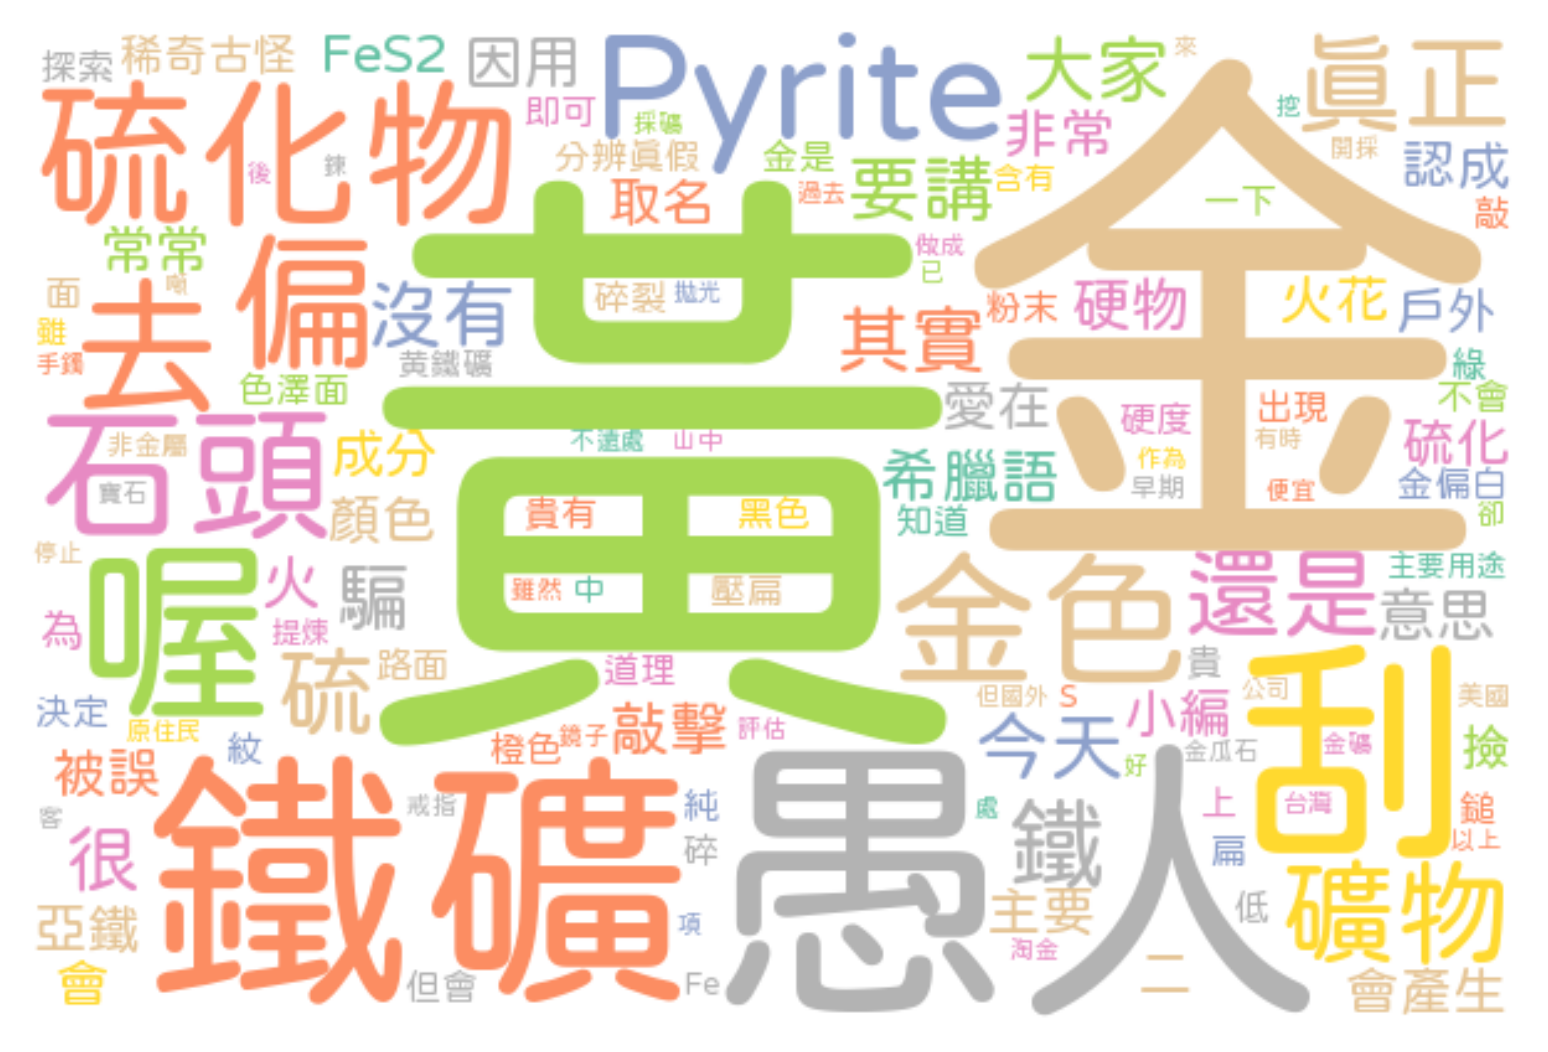 探索 稀奇古怪 FeS2 因用 Pyrite 大家 來 眞正
硫化物 即可 採礦 非常 挖 開採
後 鍊 分辨眞假 金是 要講 含有 認成
常常 取名 過去 一下 敲
黃 金
面 偏 沒有 碎裂 拋光 做成 已
雖 去 其實 粉末 硬物 火花 戶外
手鐲 黃鐵礦 綠
色澤面 愛在 硬度 出現 不會
石頭 非金屬 成分 不遠處 山中 有時 硫化
寶石 希臘語 作為 早期 便宜 金偏白
顏色 貴有 黑色 知道 卻
停止 喔 火 騙 雖然 中 壓扁 金色 還是 主要用途
為 提煉 意思
硫 路面 道理 貴 刮
決定 原住民 但國外 S 小編 公司 美國
紋 橙色 鏡子 敲擊 評估 今天 金瓜石 金礦 撿
被誤 好
鐵礦 愚人
客 很 戒指 純 處 鐵 上 台灣 鎚
碎 扁 以上
亞鐵 項 主要 低 礦物
淘金
會 但會 Fe 二 會產生